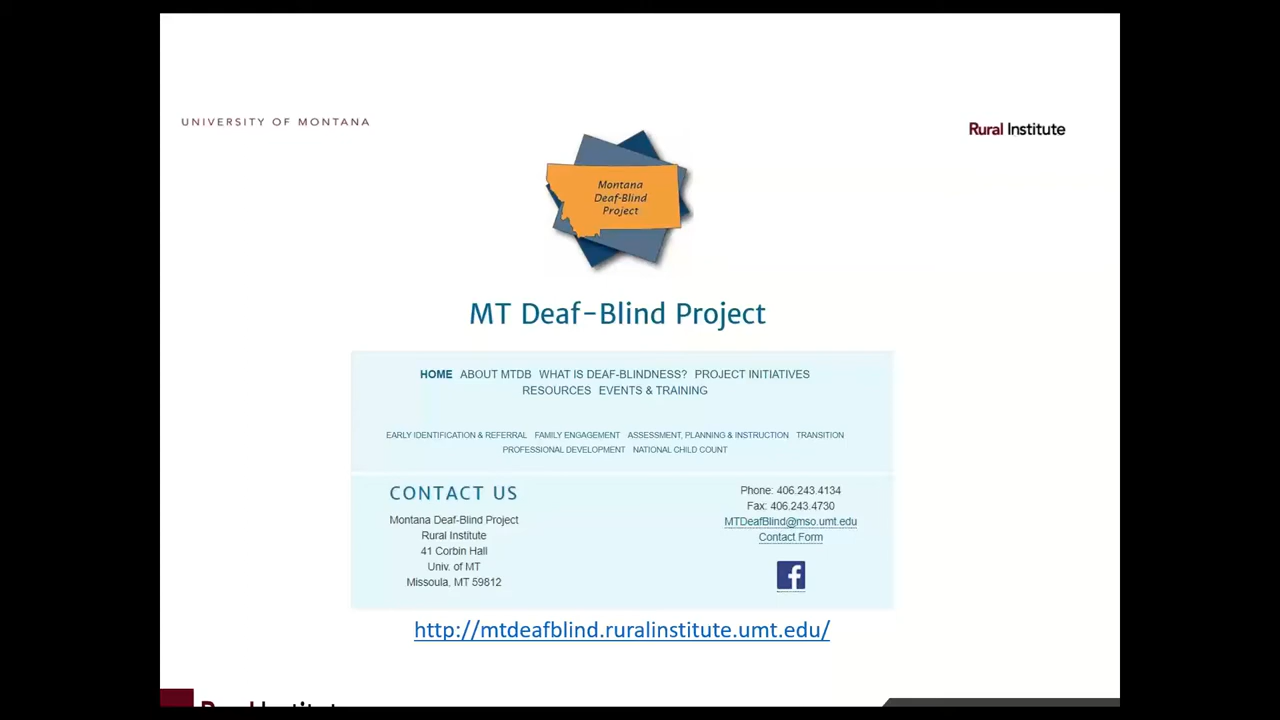 UNIVERSITY OF MONTANA
Rural Institute
Montana
Deaf-Blind
Project
MT Deaf-Blind Project
HOME ABOUT MTDB WHAT IS DEAF-BLINDNESS? PROJECT INITIATIVES
RESOURCES EVENTS & TRAINING
EARLY IDENTIFICATION & REFERRAL FAMILY ENGAGEMENT ASSESSMENT, PLANNING & INSTRUCTION TRANSITION
PROFESSIONAL DEVELOPMENT NATIONAL CHILD COUNT
CONTACT US
Montana Deaf-Blind Project
Rural Institute
41 Corbin Hall
Univ. of MT
Missoula, MT 59812
Phone: 406.243.4134
Fax: 406.243.4730
MTDeafBlind@mso.umt.edu
Contact Form
http://mtdeafblind.ruralinstitute.umt.edu/
Rural Institute